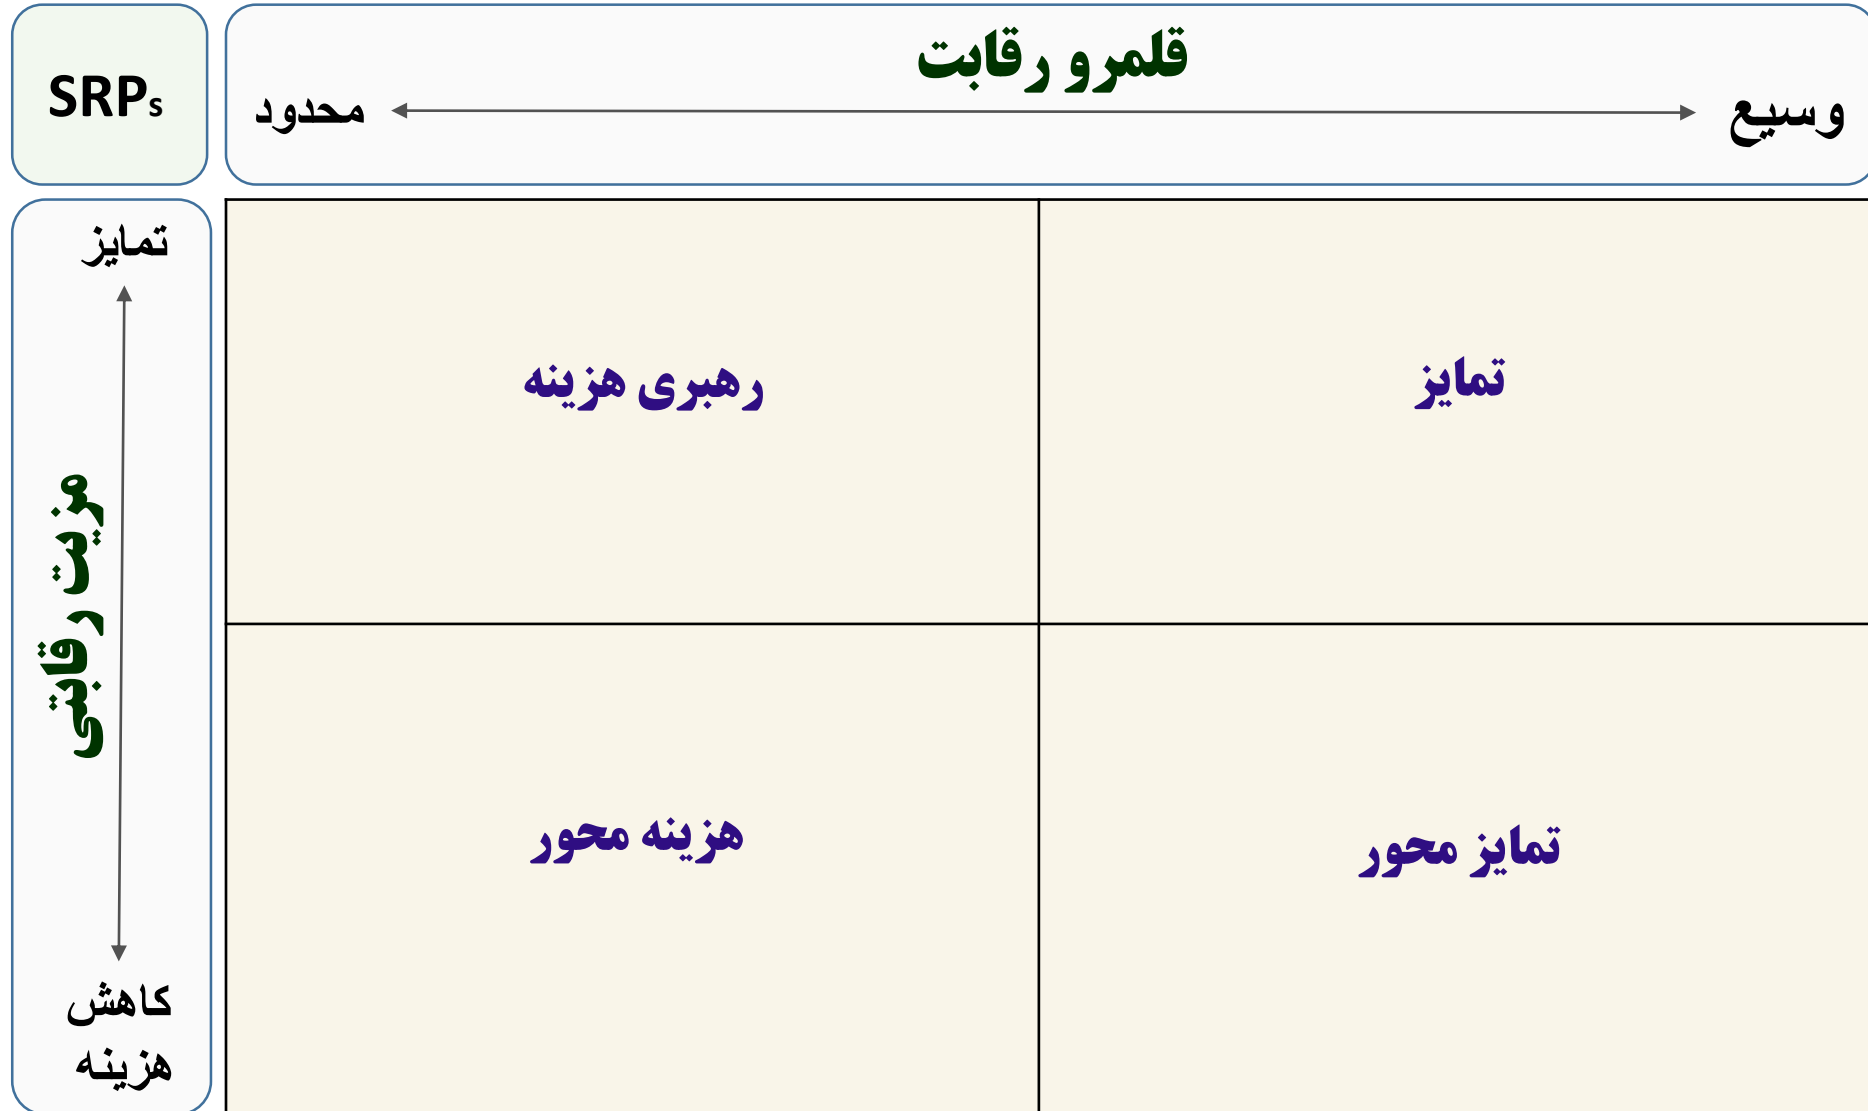 SRPs
قلمرو رقابت
وسیع
محدود
تمایز
مزیت رقابتی
کاهش
هزینه
تمایز
رهبری هزینه
تمایز محور
هزینه محور